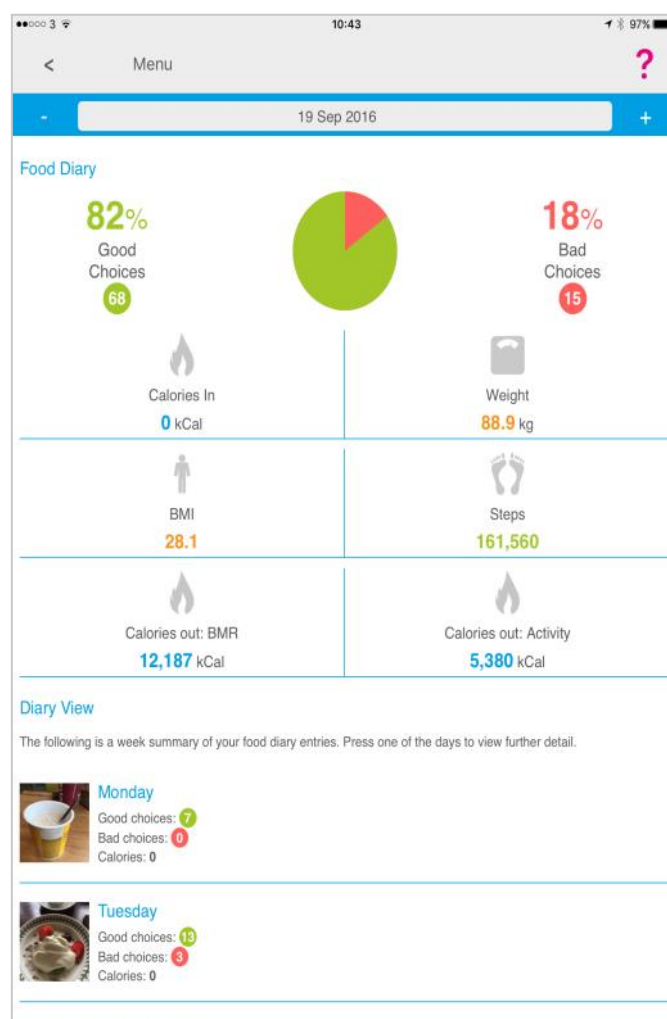 3 10:43 97%
< Menu ?
- 19 Sep 2016 +
Food Diary
82% 18%
Good Bad
Choices Choices
68 15
Calories In Weight
0 kCal 88.9 kg
BMI Steps
28.1 161,560
Calories out: BMR Calories out: Activity
12,187 kCal 5,380 kCal
Diary View
The following is a week summary of your food diary entries. Press one of the days to view further detail.
Monday
Good choices: 7
Bad choices: 0
Calories: 0
Tuesday
Good choices: 13
Bad choices: 3
Calories: 0